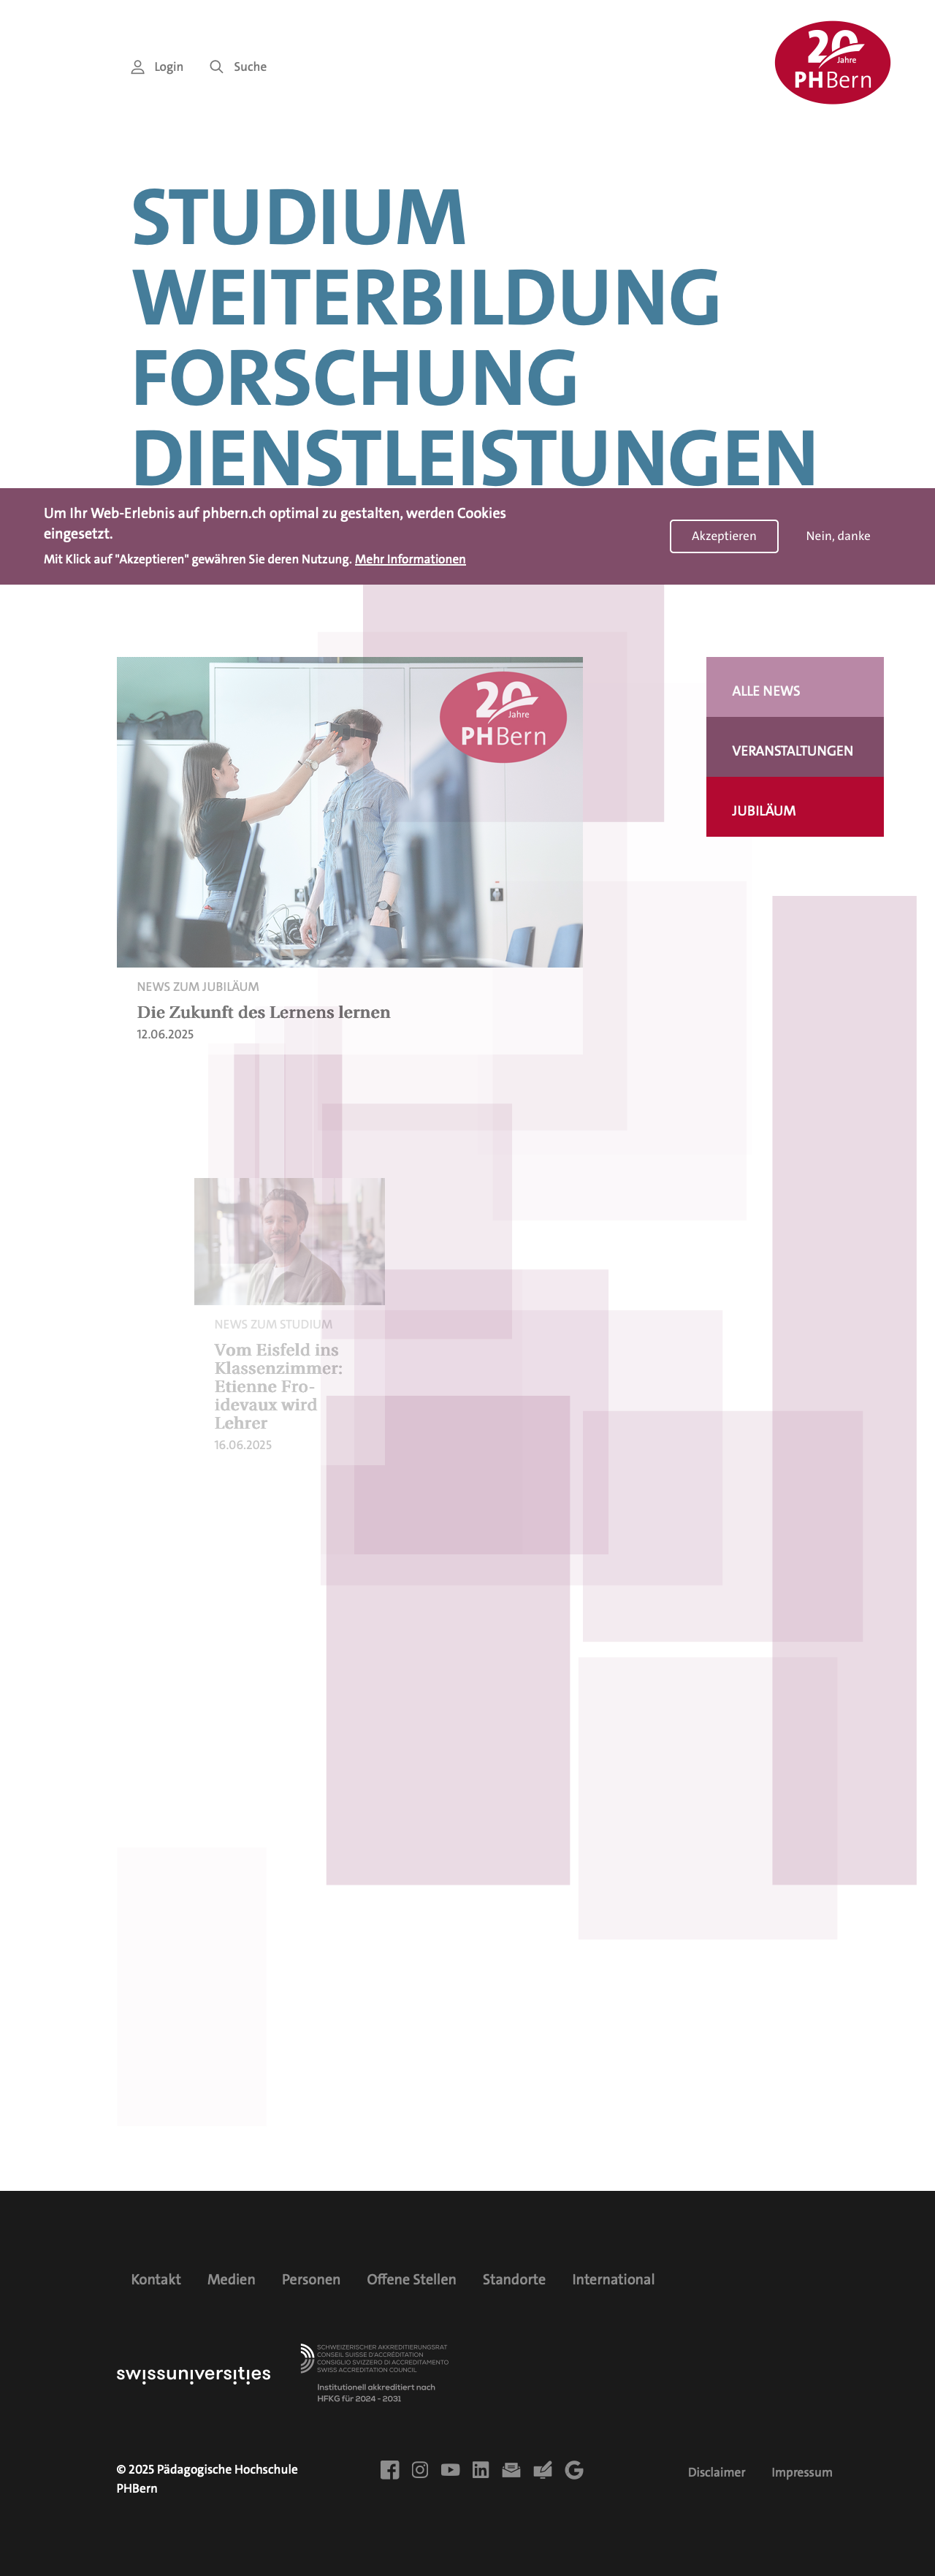 Login
Suche
20
Jahre
PHBern
STUDIUM
WEITERBILDUNG
FORSCHUNG
DIENSTLEISTUNGEN
Um Ihr Web-Erlebnis auf phbern.ch optimal zu gestalten, werden Cookies
eingesetzt.
Mit Klick auf "Akzeptieren" gewähren Sie deren Nutzung. Mehr Informationen
Akzeptieren
Nein, danke
20
Jahre
PHBern
ALLE NEWS
VERANSTALTUNGEN
JUBILÄUM
NEWS ZUM JUBILÄUM
Die Zukunft des Lernens lernen
12.06.2025
NEWS ZUM STUDIUM
Vom Eisfeld ins
Klassenzimmer:
Etienne Fro-
idevaux wird
Lehrer
16.06.2025
Kontakt
Medien
Personen
Offene Stellen
Standorte
International
swissuniversities
SCHWEIZERISCHER AKKREDITIERUNGSRAT
CONSEIL SUISSE D'ACCRÉDITATION
CONSIGLIO SVIZZERO DI ACCREDITAMENTO
SWISS ACCREDITATION COUNCIL
Institutionell akkreditiert nach
HFKG für 2024 - 2031
© 2025 Pädagogische Hochschule
PHBern
Disclaimer
Impressum